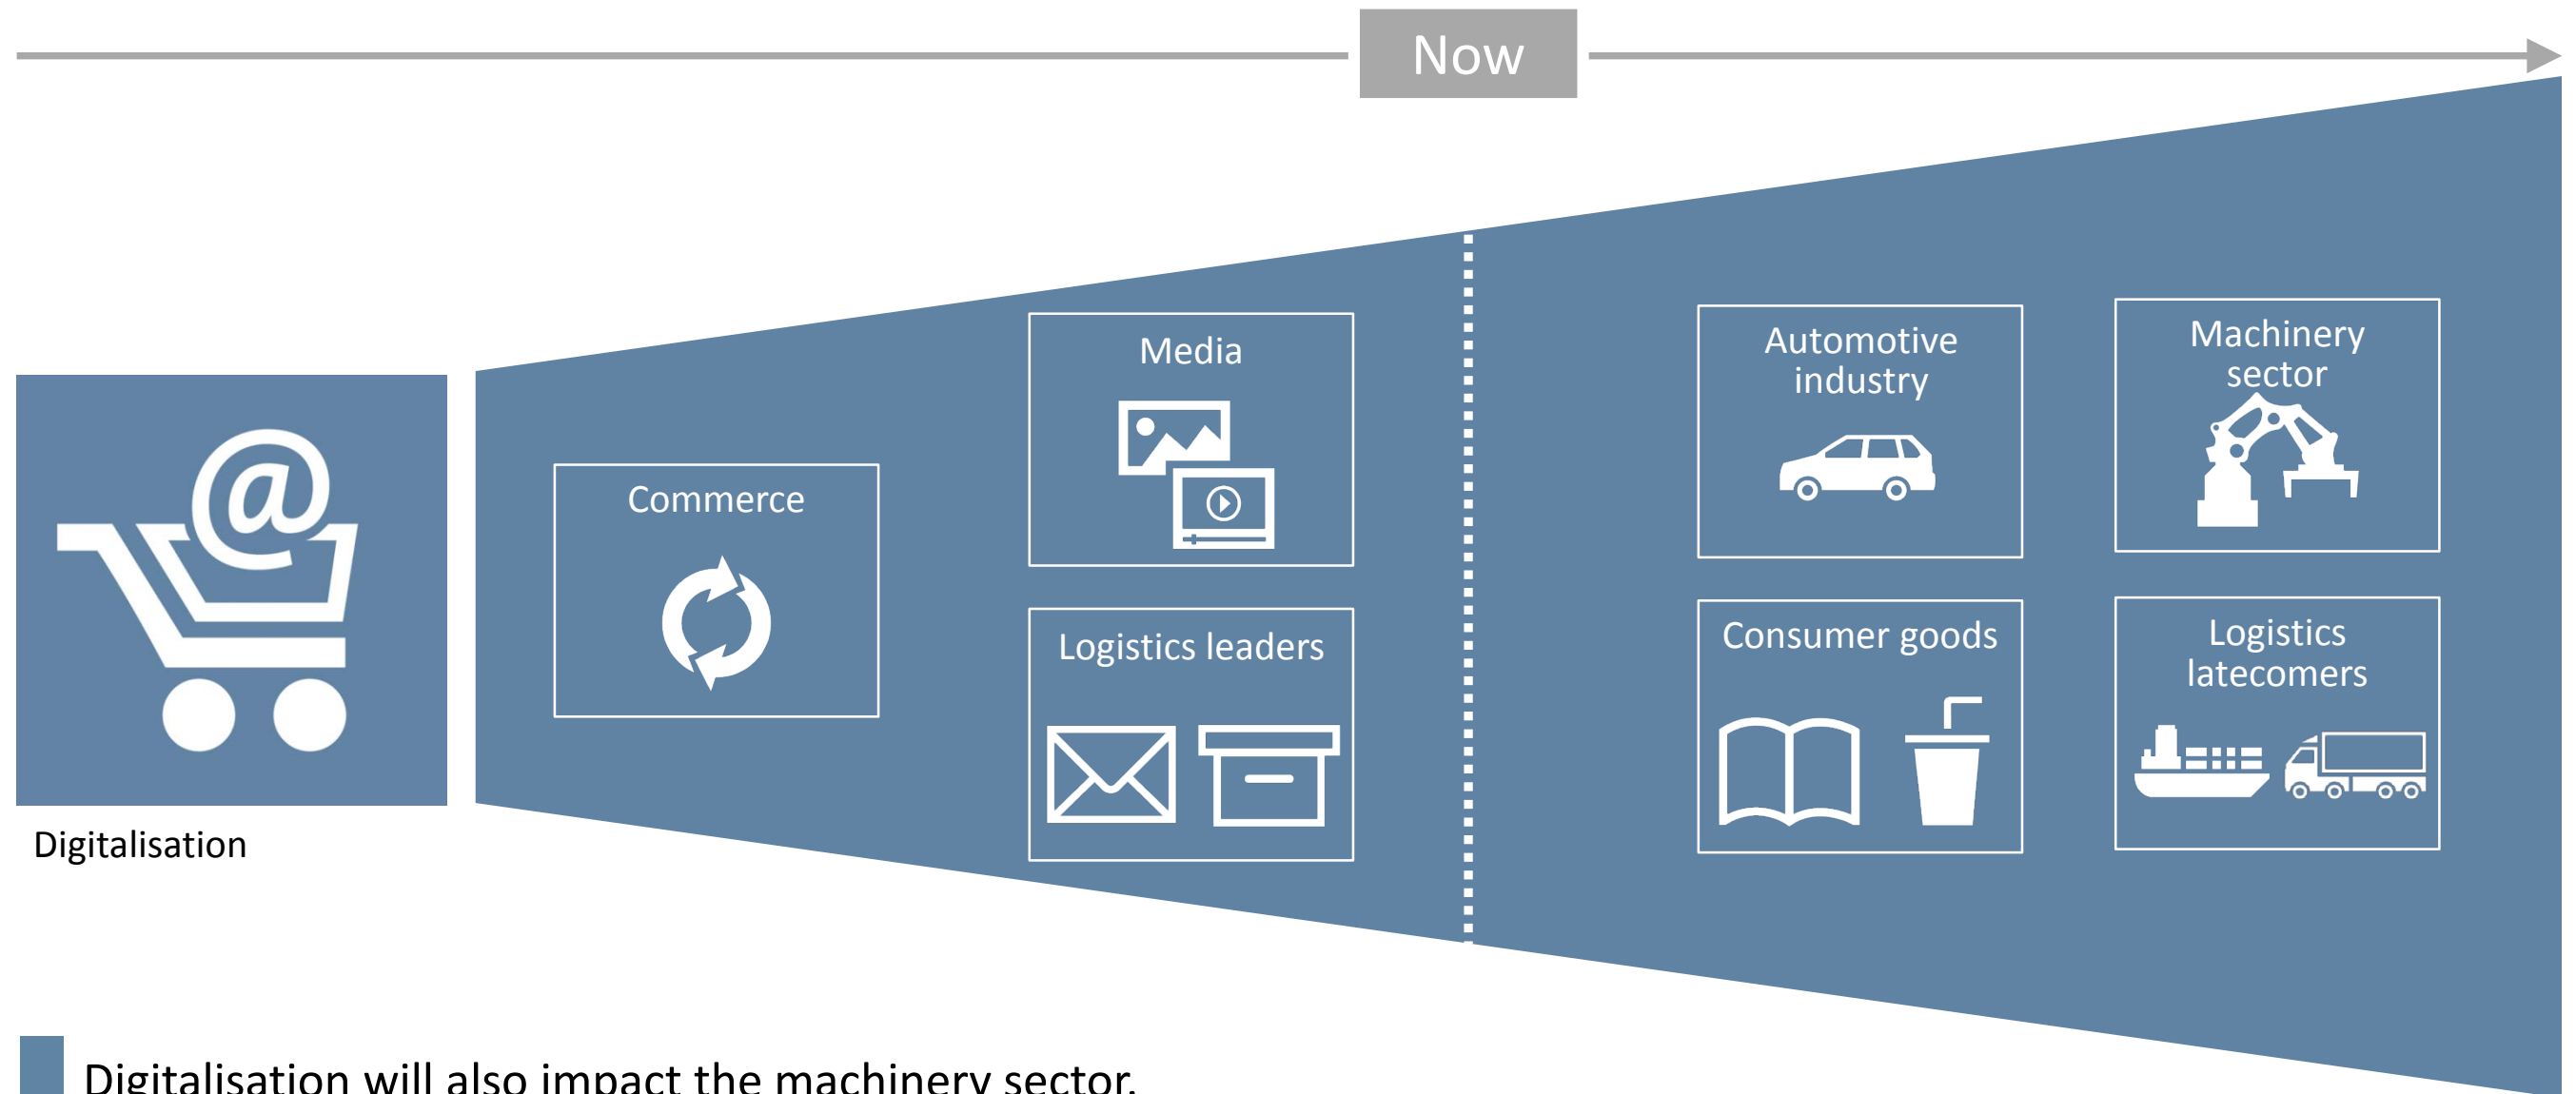 Now
Media
Automotive
industry
Machinery
sector
Commerce
@
Logistics leaders
Consumer goods
Logistics
latecomers
Digitalisation
Digitalisation will also impact the machinery sector.